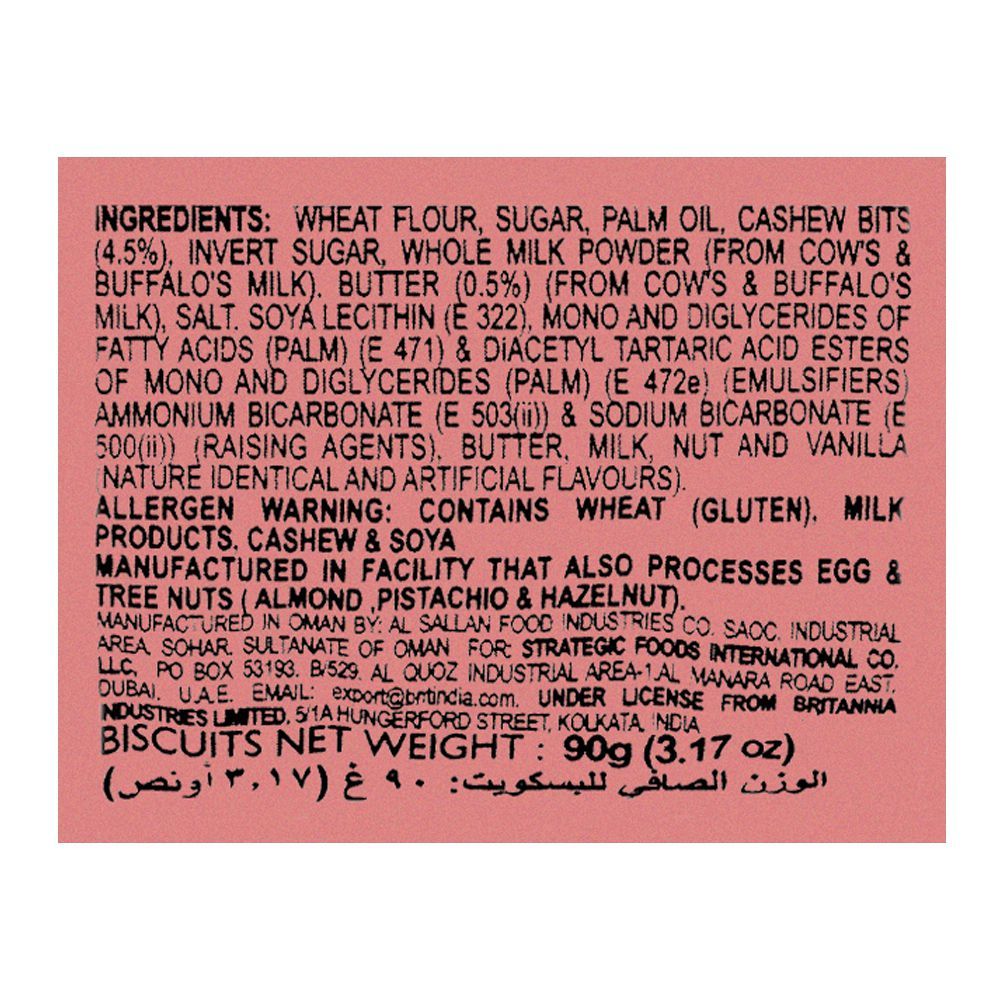 INGREDIENTS: WHEAT FLOUR, SUGAR, PALM OIL, CASHEW BITS
(4.5%), INVERT SUGAR, WHOLE MILK POWDER (FROM COW'S &
BUFFALO'S MILK), BUTTER (0.5%) (FROM COW'S & BUFFALO'S
MILK), SALT. SOYA LECITHIN (E 322), MONO AND DIGLYCERIDES OF
FATTY ACIDS (PALM) (E 471) & DIACETYL TARTARIC ACID ESTERS
OF MONO AND DIGLYCERIDES (PALM) (E 472e) (EMULSIFIERS)
AMMONIUM BICARBONATE (E 503(ii)) & SODIUM BICARBONATE (E
500(ii)) (RAISING AGENTS), BUTTER, MILK, NUT AND VANILLA
(NATURE IDENTICAL AND ARTIFICIAL FLAVOURS).
ALLERGEN WARNING: CONTAINS WHEAT (GLUTEN), MILK
PRODUCTS, CASHEW & SOYA
MANUFACTURED IN FACILITY THAT ALSO PROCESSES EGG &
TREE NUTS ( ALMOND ,PISTACHIO & HAZELNUT).
MANUFACTURED IN OMAN BY: AL SALLAN FOOD INDUSTRIES CO. SAOC. INDUSTRIAL
AREA, SOHAR. SULTANATE OF OMAN FOR: STRATEGIC FOODS INTERNATIONAL CO.
LLC, PO BOX 53193, B/529, AL QUOZ INDUSTRIAL AREA-1,AL MANARA ROAD EAST,
DUBAI, U.A.E. EMAIL: export@britindia.com. UNDER LICENSE FROM BRITANNIA
INDUSTRIES LIMITED, 5/1A HUNGERFORD STREET, KOLKATA, INDIA
BISCUITS NET WEIGHT : 90g (3.17 oz)
الوزن الصافي للبسكويت: ٩٠ غ (٣,١٧ أونص)